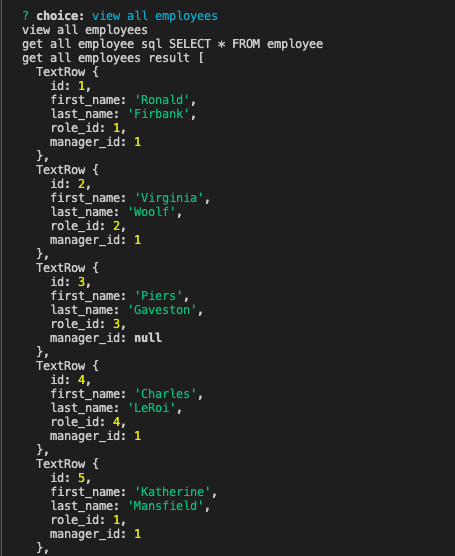 ? choice: view all employees
view all employees
get all employee sql SELECT * FROM employee
get all employees result [
TextRow {
id: 1,
first_name: 'Ronald',
last_name: 'Firbank',
role_id: 1,
manager_id: 1
},
TextRow {
id: 2,
first_name: 'Virginia',
last_name: 'Woolf',
role_id: 2,
manager_id: 1
},
TextRow {
id: 3,
first_name: 'Piers',
last_name: 'Gaveston',
role_id: 3,
manager_id: null
},
TextRow {
id: 4,
first_name: 'Charles',
last_name: 'LeRoi',
role_id: 4,
manager_id: 1
},
TextRow {
id: 5,
first_name: 'Katherine',
last_name: 'Mansfield',
role_id: 1,
manager_id: 1
},